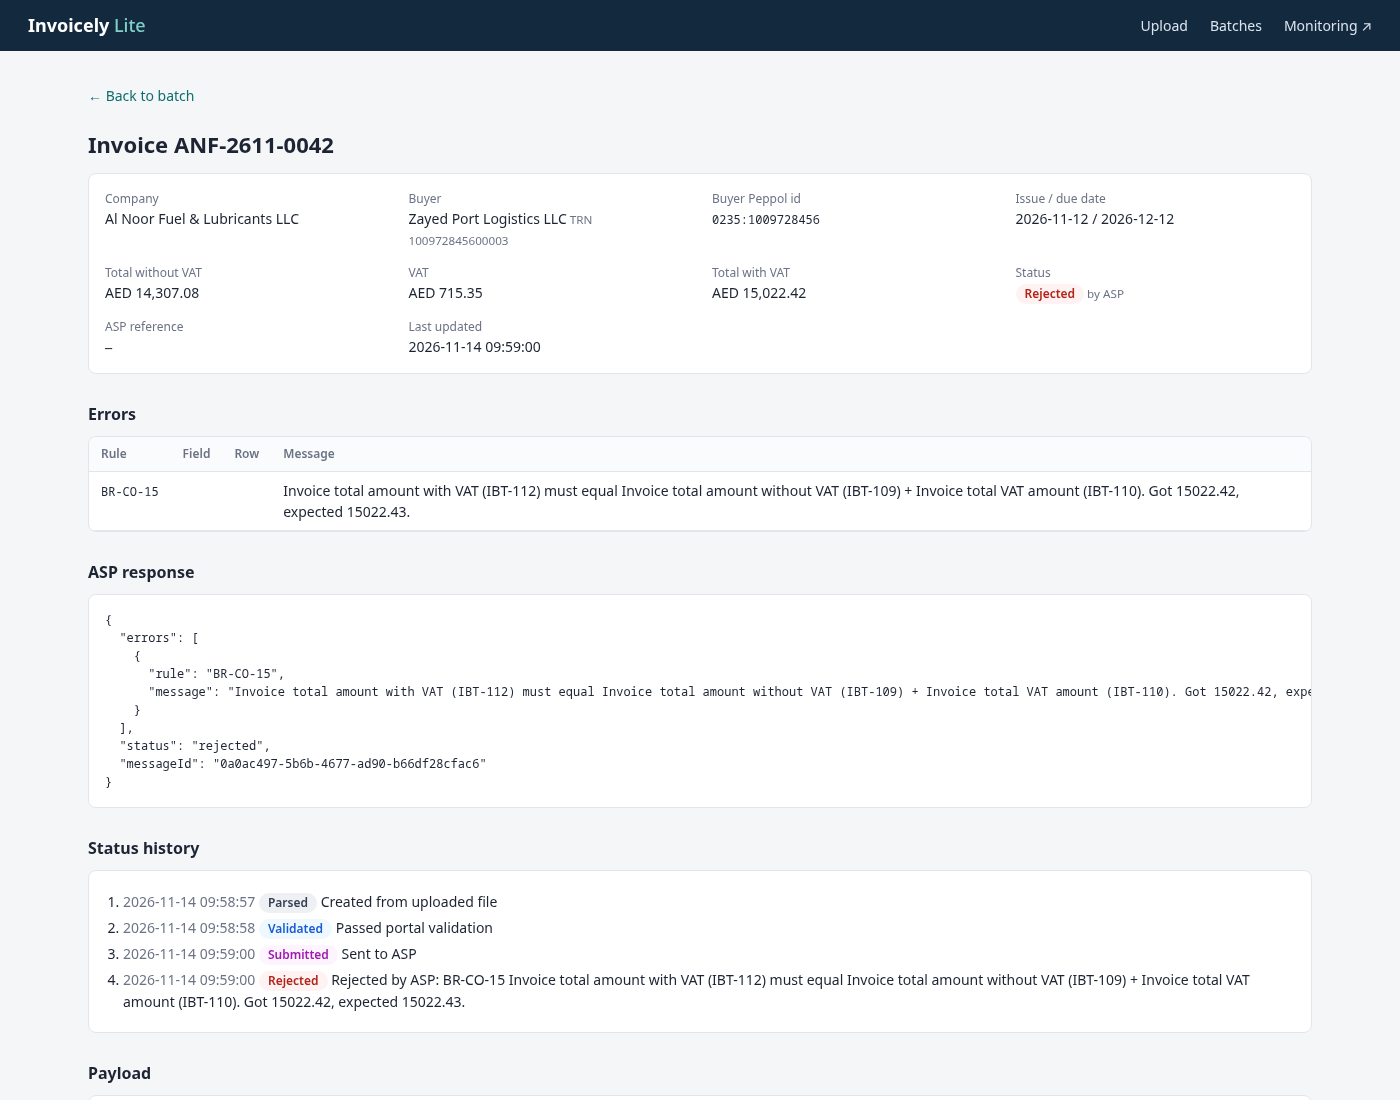 Invoicely Lite
Upload Batches Monitoring ↗
← Back to batch
Invoice ANF-2611-0042
Company Buyer Buyer Peppol id Issue / due date
Al Noor Fuel & Lubricants LLC Zayed Port Logistics LLC TRN 0235:1009728456 2026-11-12 / 2026-12-12
100972845600003
Total without VAT VAT Total with VAT Status
AED 14,307.08 AED 715.35 AED 15,022.42 Rejected by ASP
ASP reference Last updated
— 2026-11-14 09:59:00
Errors
Rule Field Row Message
BR-CO-15 Invoice total amount with VAT (IBT-112) must equal Invoice total amount without VAT (IBT-109) + Invoice total VAT amount (IBT-110). Got 15022.42,
expected 15022.43.
ASP response
{
"errors": [
{
"rule": "BR-CO-15",
"message": "Invoice total amount with VAT (IBT-112) must equal Invoice total amount without VAT (IBT-109) + Invoice total VAT amount (IBT-110). Got 15022.42, expe
}
],
"status": "rejected",
"messageId": "0a0ac497-5b6b-4677-ad90-b66df28cfac6"
}
Status history
1. 2026-11-14 09:58:57 Parsed Created from uploaded file
2. 2026-11-14 09:58:58 Validated Passed portal validation
3. 2026-11-14 09:59:00 Submitted Sent to ASP
4. 2026-11-14 09:59:00 Rejected Rejected by ASP: BR-CO-15 Invoice total amount with VAT (IBT-112) must equal Invoice total amount without VAT (IBT-109) + Invoice total VAT
amount (IBT-110). Got 15022.42, expected 15022.43.
Payload